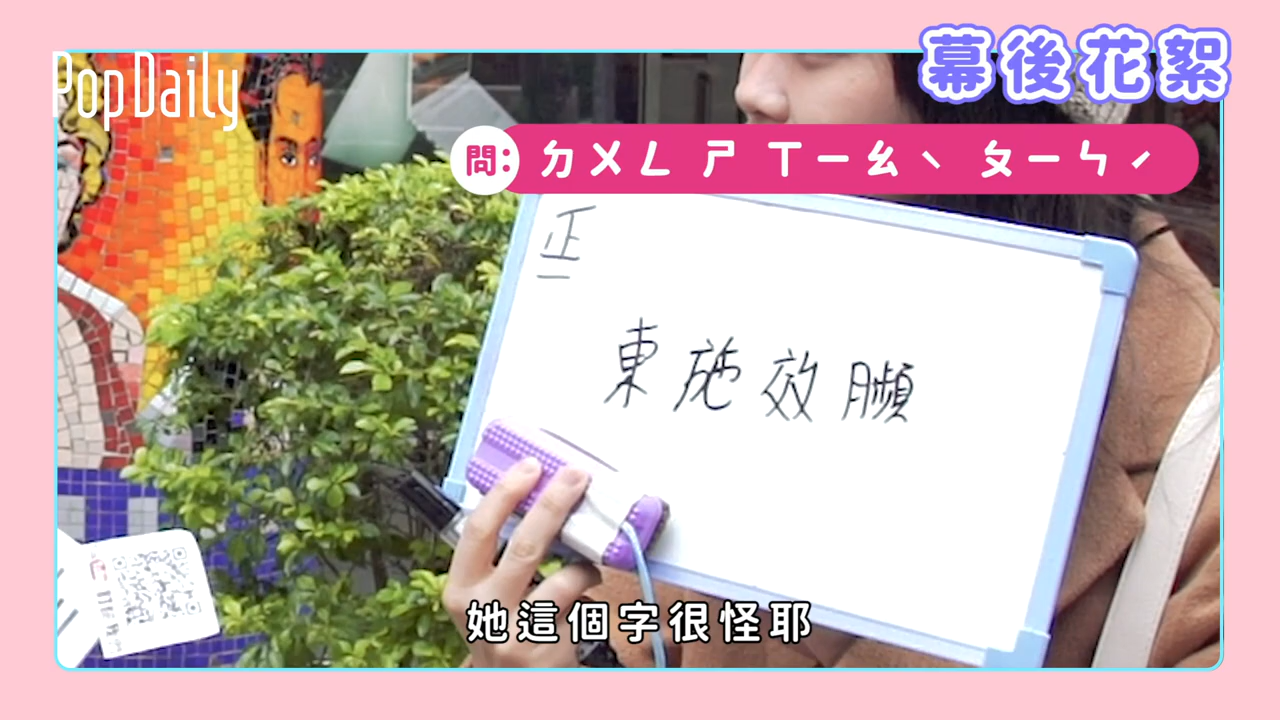 PopDaily
幕後花絮
問: ㄉㄨㄥ ㄕ ㄒㄧㄠˋ ㄆㄧㄣˊ
正一
東施效
她這個字很怪耶